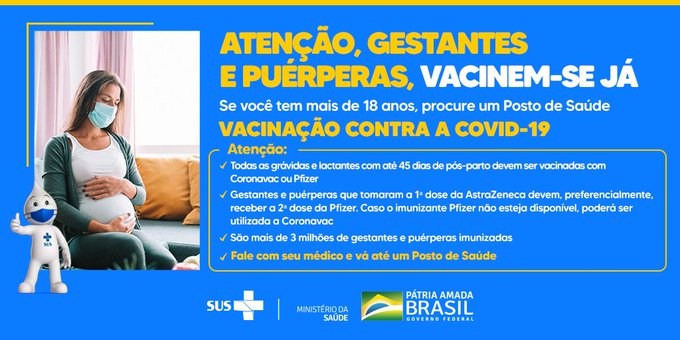 ATENÇÃO, GESTANTES
E PUÉRPERAS, VACINEM-SE JÁ
Se você tem mais de 18 anos, procure um Posto de Saúde
VACINAÇÃO CONTRA A COVID-19
Atenção:
✓ Todas as grávidas e lactantes com até 45 dias de pós-parto devem ser vacinadas com
Coronavac ou Pfizer
✓ Gestantes e puérperas que tomaram a 1ª dose da AstraZeneca devem, preferencialmente,
receber a 2ª dose da Pfizer. Caso o imunizante Pfizer não esteja disponível, poderá ser
utilizada a Coronavac
✓ São mais de 3 milhões de gestantes e puérperas imunizadas
✓ Fale com seu médico e vá até um Posto de Saúde
SUS
SUS
MINISTÉRIO DA
SAÚDE
PÁTRIA AMADA
BRASIL
GOVERNO FEDERAL